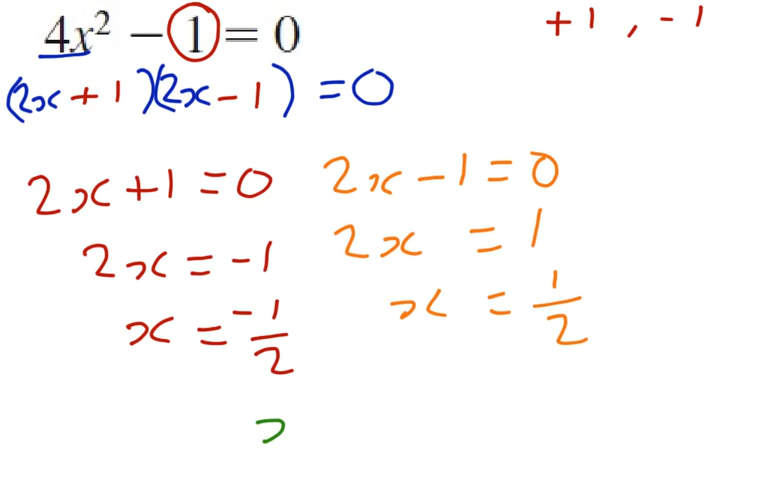 4x² − 1 = 0
+1 , -1
(2x + 1)(2x - 1) = 0
2x + 1 = 0
2x - 1 = 0
2x = -1
2x = 1
x = -1/2
x = 1/2